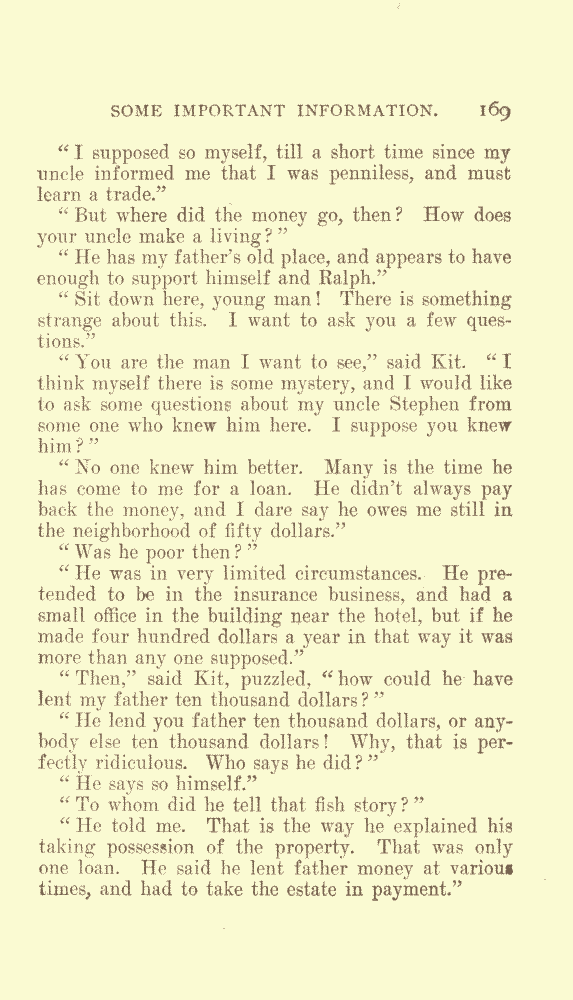 SOME IMPORTANT INFORMATION. 169
“I supposed so myself, till a short time since my
uncle informed me that I was penniless, and must
learn a trade.”
“But where did the money go, then? How does
your uncle make a living?”
“He has my father’s old place, and appears to have
enough to support himself and Ralph.”
“Sit down here, young man! There is something
strange about this. I want to ask you a few ques-
tions.”
“You are the man I want to see,” said Kit. “I
think myself there is some mystery, and I would like
to ask some questions about my uncle Stephen from
some one who knew him here. I suppose you knew
him?”
“No one knew him better. Many is the time he
has come to me for a loan. He didn’t always pay
back the money, and I dare say he owes me still in
the neighborhood of fifty dollars.”
“Was he poor then?”
“He was in very limited circumstances. He pre-
tended to be in the insurance business, and had a
small office in the building near the hotel, but if he
made four hundred dollars a year in that way it was
more than any one supposed.”
“Then,” said Kit, puzzled, “how could he have
lent my father ten thousand dollars?”
“He lend you father ten thousand dollars, or any-
body else ten thousand dollars! Why, that is per-
fectly ridiculous. Who says he did?”
“He says so himself.”
“To whom did he tell that fish story?”
“He told me. That is the way he explained his
taking possession of the property. That was only
one loan. He said he lent father money at various
times, and had to take the estate in payment.”